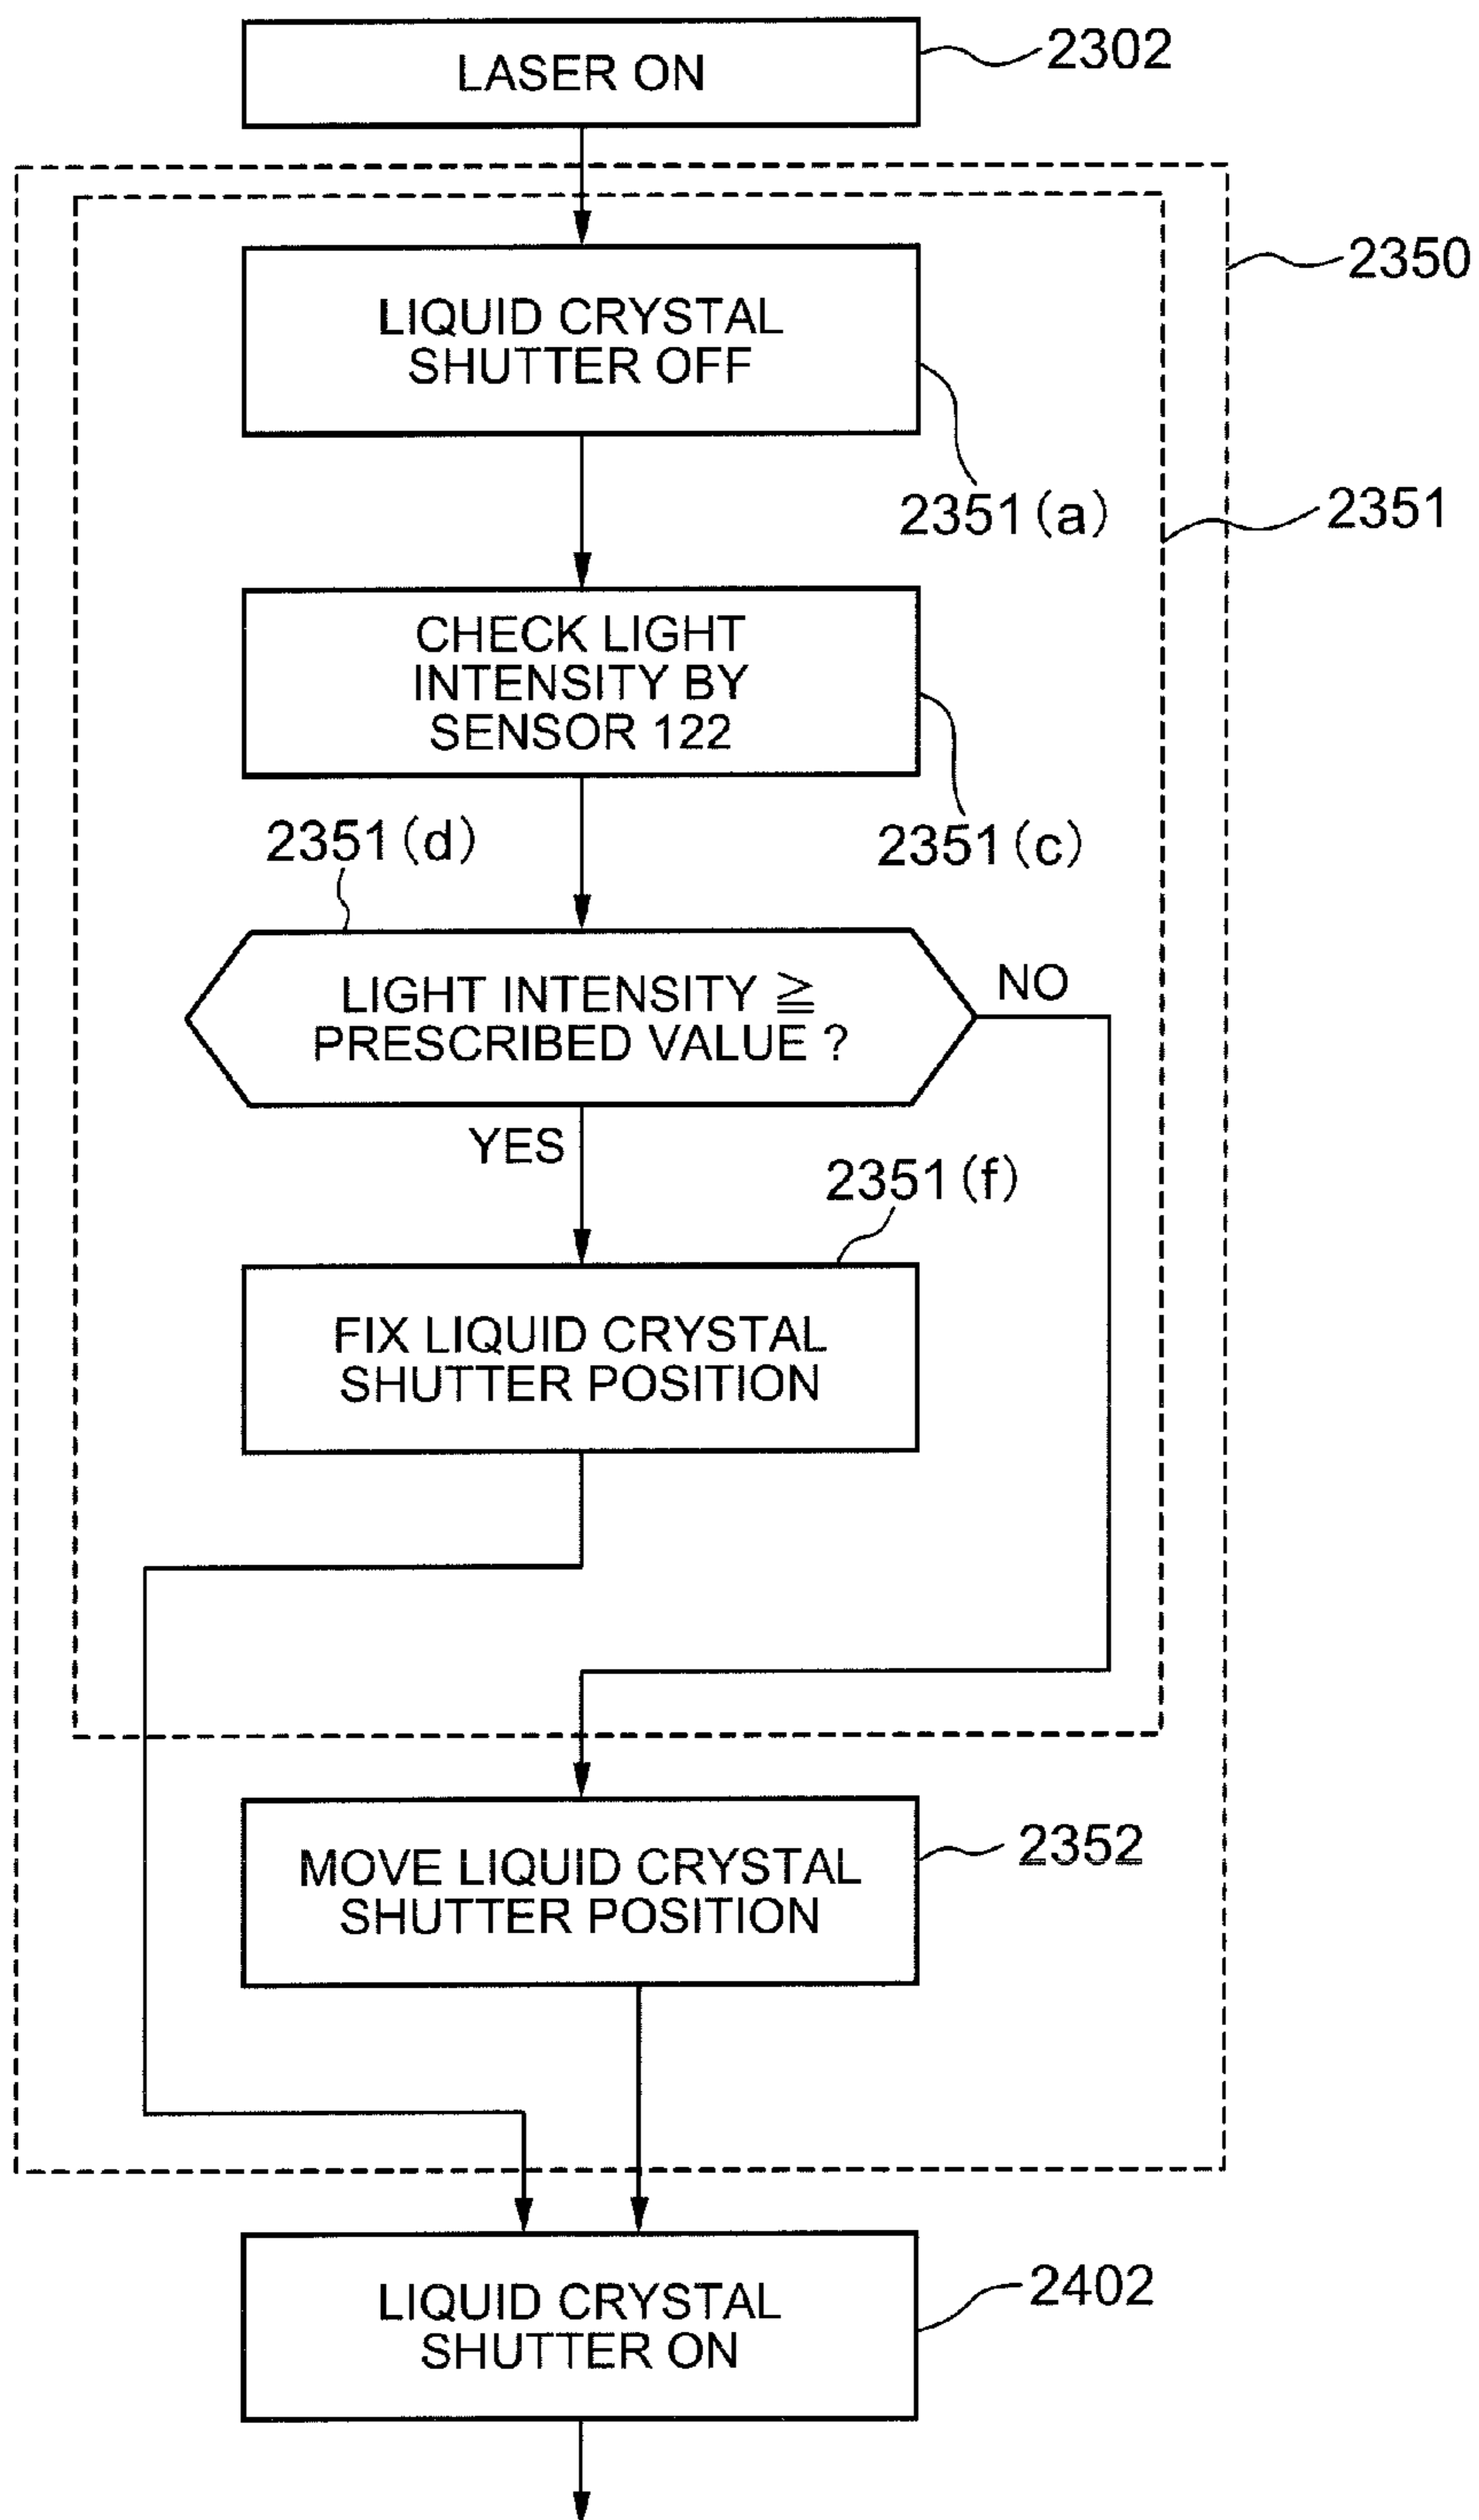 LASER ON
2302
2350
LIQUID CRYSTAL
SHUTTER OFF
2351(a)
2351
CHECK LIGHT
INTENSITY BY
SENSOR 122
2351(c)
2351(d)
LIGHT INTENSITY ≧
PRESCRIBED VALUE ?
NO
YES
2351(f)
FIX LIQUID CRYSTAL
SHUTTER POSITION
MOVE LIQUID CRYSTAL
SHUTTER POSITION
2352
LIQUID CRYSTAL
SHUTTER ON
2402